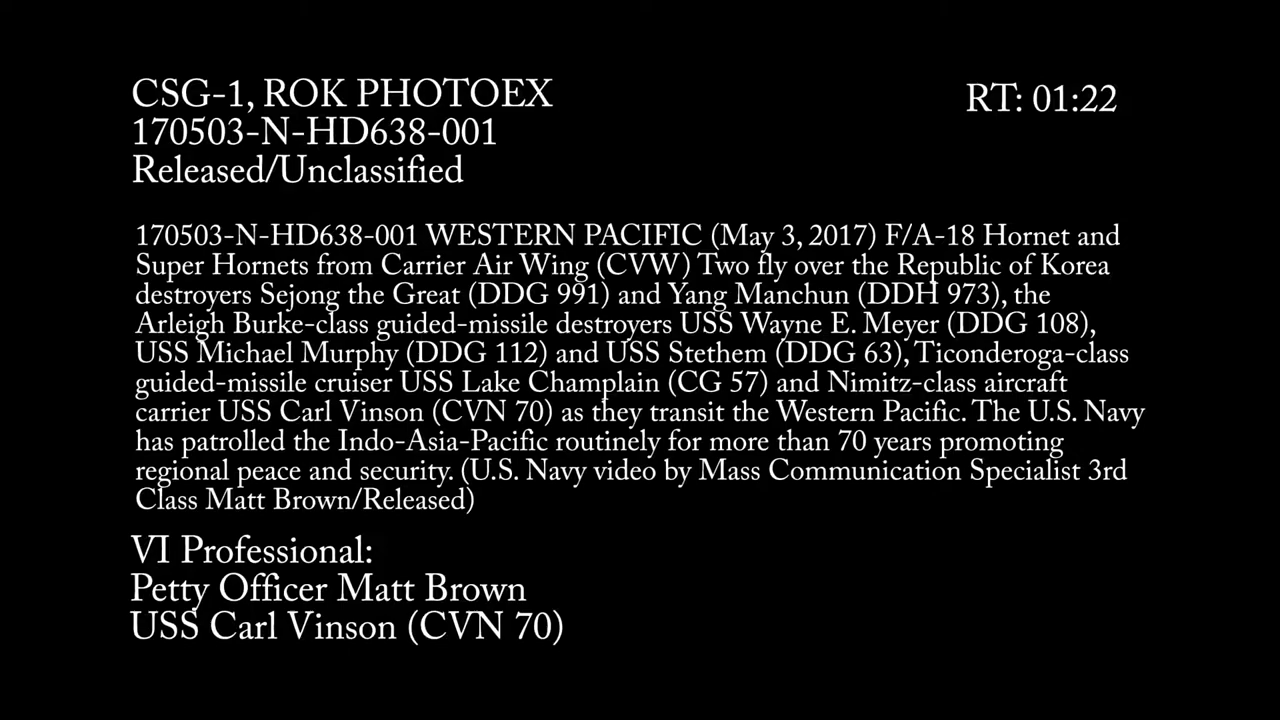 CSG-1, ROK PHOTOEX
RT: 01:22
170503-N-HD638-001
Released/Unclassified
170503-N-HD638-001 WESTERN PACIFIC (May 3, 2017) F/A-18 Hornet and
Super Hornets from Carrier Air Wing (CVW) Two fly over the Republic of Korea
destroyers Sejong the Great (DDG 991) and Yang Manchun (DDH 973), the
Arleigh Burke-class guided-missile destroyers USS Wayne E. Meyer (DDG 108),
USS Michael Murphy (DDG 112) and USS Stethem (DDG 63), Ticonderoga-class
guided-missile cruiser USS Lake Champlain (CG 57) and Nimitz-class aircraft
carrier USS Carl Vinson (CVN 70) as they transit the Western Pacific. The U.S. Navy
has patrolled the Indo-Asia-Pacific routinely for more than 70 years promoting
regional peace and security. (U.S. Navy video by Mass Communication Specialist 3rd
Class Matt Brown/Released)
VI Professional:
Petty Officer Matt Brown
USS Carl Vinson (CVN 70)